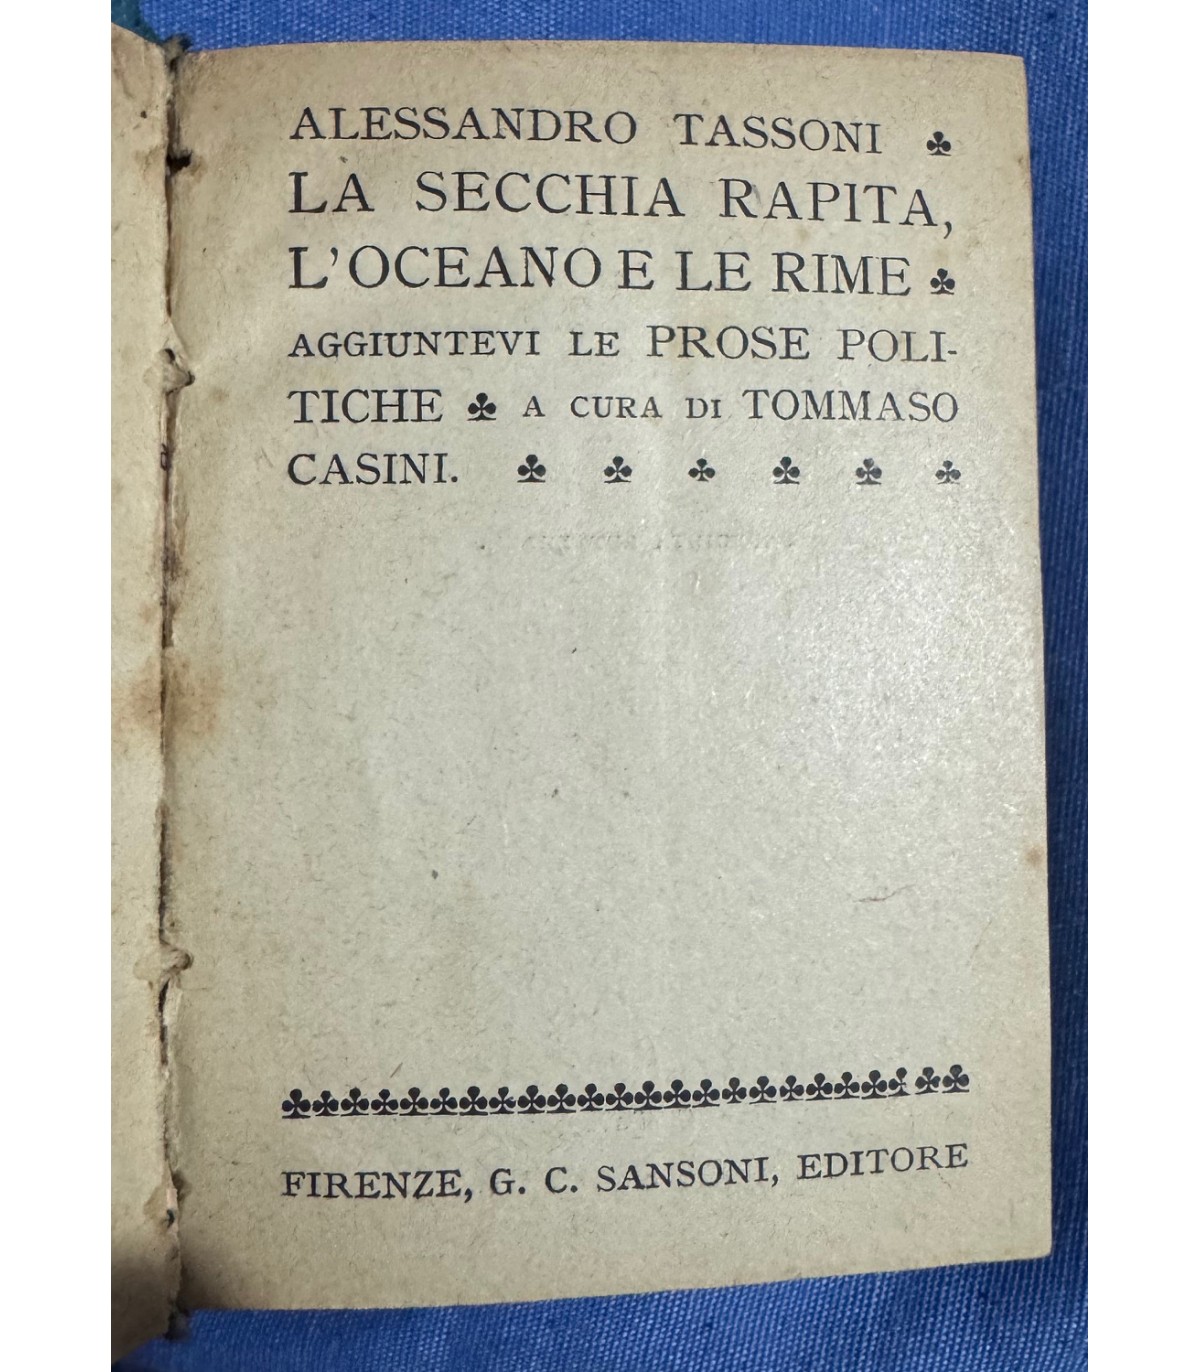 ALESSANDRO TASSONI ♣
LA SECCHIA RAPITA,
L'OCEANO E LE RIME ♣
AGGIUNTEVI LE PROSE POLI-
TICHE ♣ A CURA DI TOMMASO
CASINI. ♣ ♣ ♣ ♣ ♣ ♣
FIRENZE, G. C. SANSONI, EDITORE